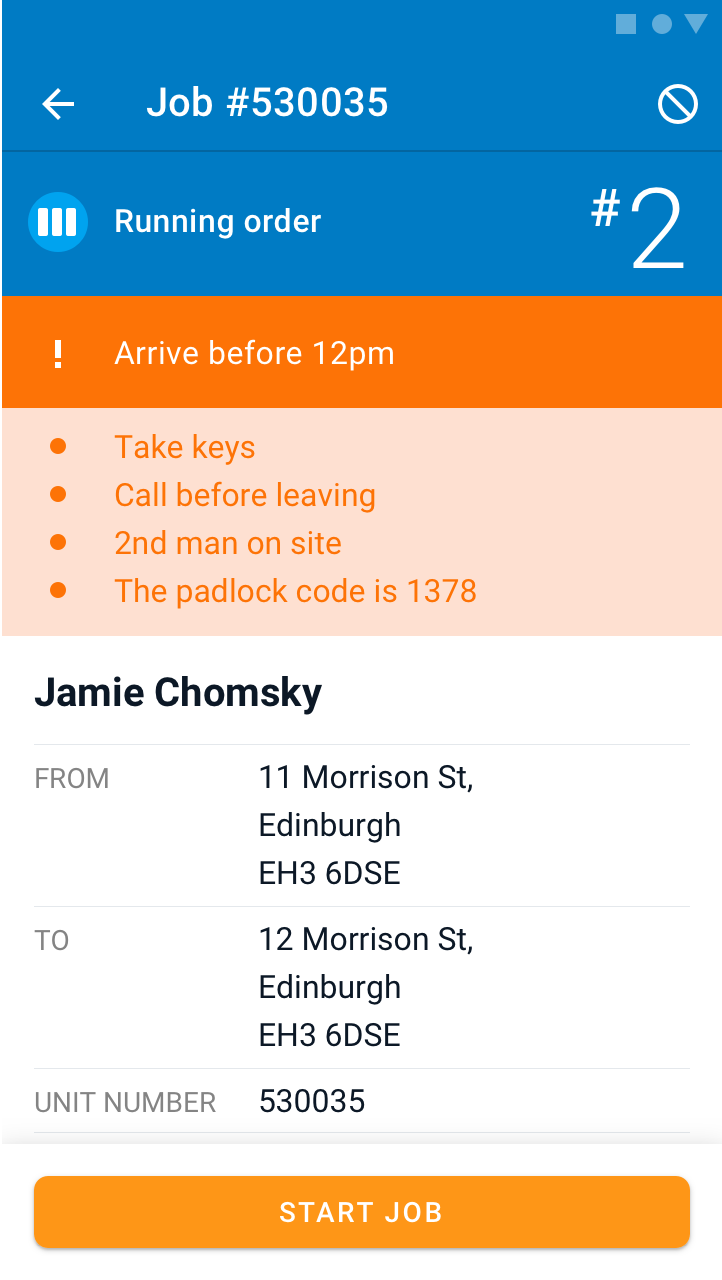 Job #530035
Running order
#2
! Arrive before 12pm
Take keys
Call before leaving
2nd man on site
The padlock code is 1378
Jamie Chomsky
FROM
11 Morrison St,
Edinburgh
EH3 6DSE
TO
12 Morrison St,
Edinburgh
EH3 6DSE
UNIT NUMBER
530035
START JOB